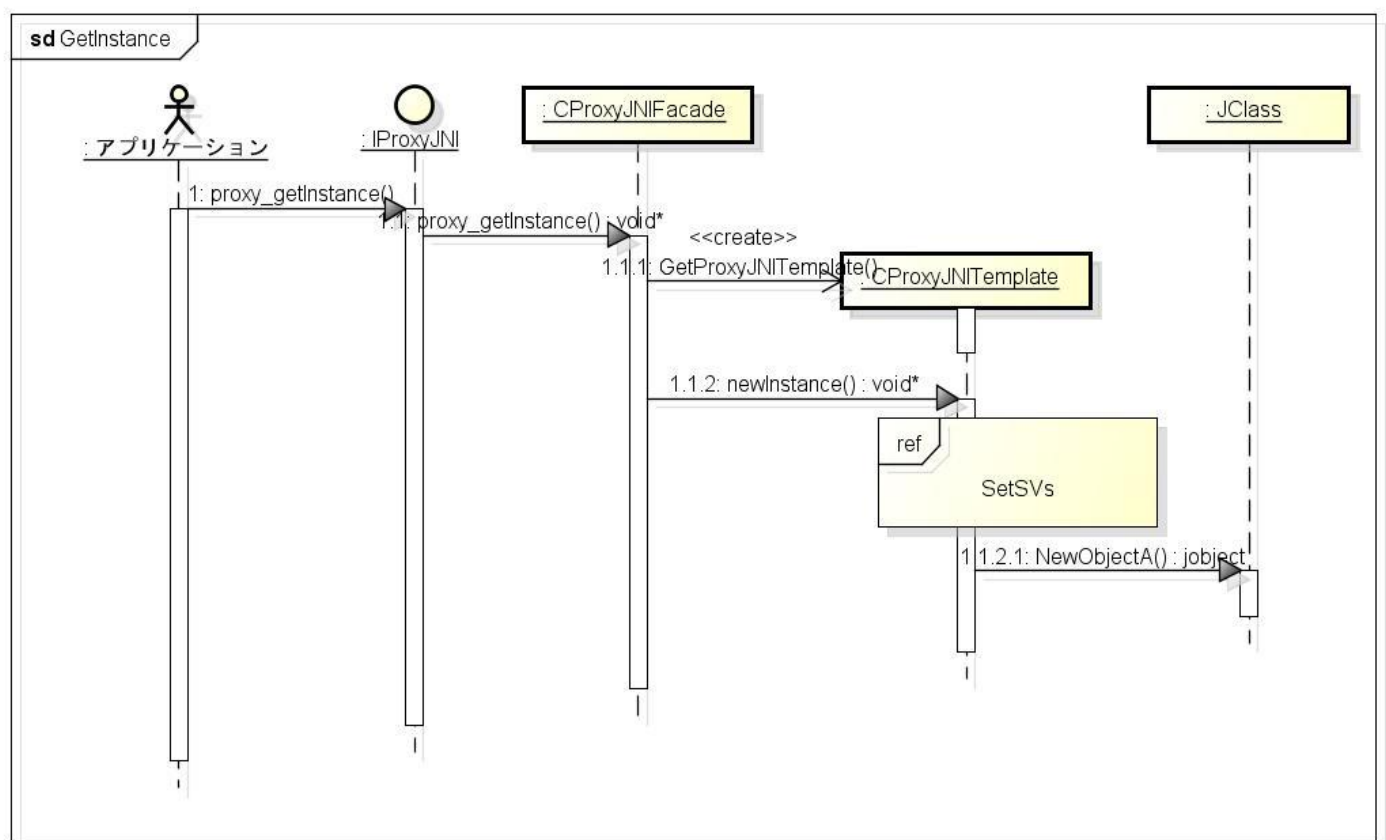 sd GetInstance
: アプリケーション
: IProxyJNI
: CProxyJNIFacade
: JClass
1: proxy_getInstance()
1.1: proxy_getInstance() : void*
<<create>>
1.1.1: GetProxyJNITemplate()
: CProxyJNITemplate
1.1.2: newInstance() : void*
ref
SetSVs
1.1.2.1: NewObjectA() : jobject